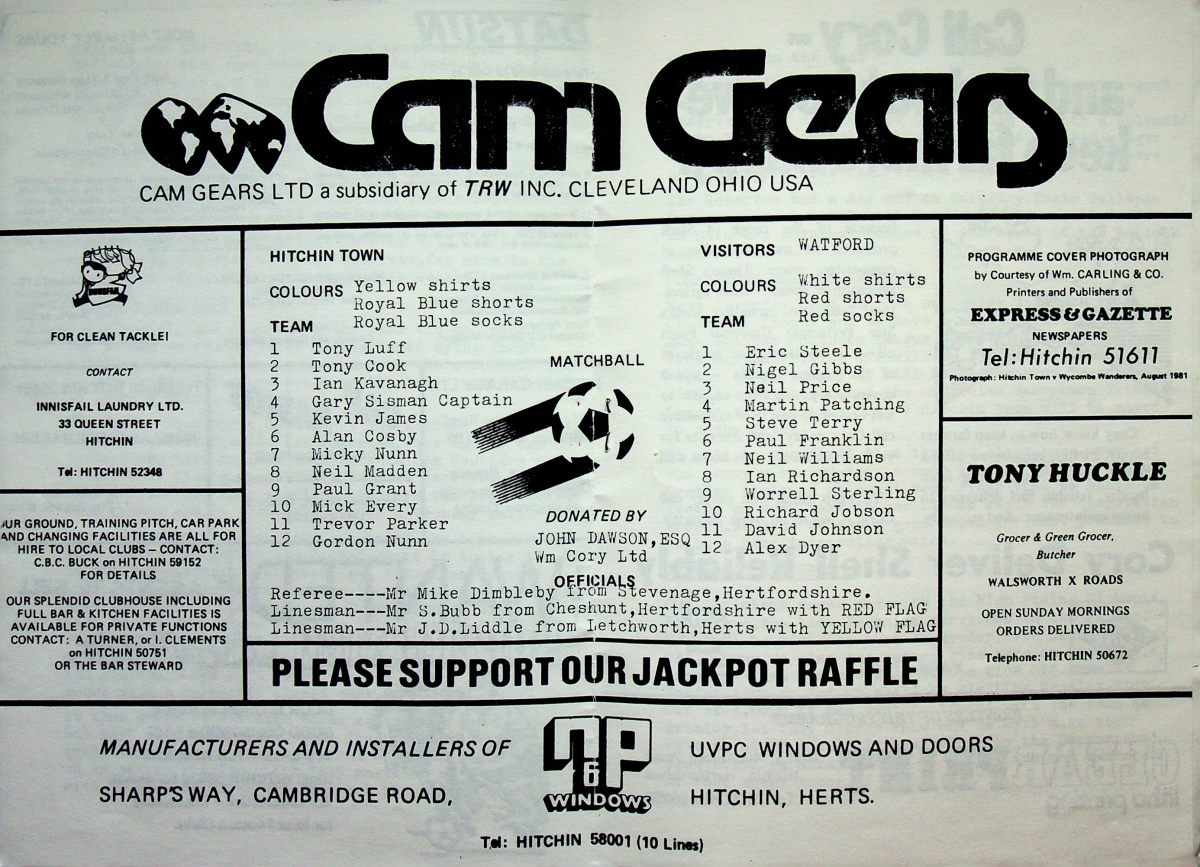 Cam Gears
CAM GEARS LTD a subsidiary of TRW INC. CLEVELAND OHIO USA
INNISFAIL
FOR CLEAN TACKLE!
CONTACT
INNISFAIL LAUNDRY LTD.
33 QUEEN STREET
HITCHIN
Tel: HITCHIN 52348
OUR GROUND, TRAINING PITCH, CAR PARK
AND CHANGING FACILITIES ARE ALL FOR
HIRE TO LOCAL CLUBS – CONTACT:
C.B.C. BUCK on HITCHIN 59152
FOR DETAILS
OUR SPLENDID CLUBHOUSE INCLUDING
FULL BAR & KITCHEN FACILITIES IS
AVAILABLE FOR PRIVATE FUNCTIONS
CONTACT: A TURNER, or I. CLEMENTS
on HITCHIN 50751
OR THE BAR STEWARD
HITCHIN TOWN
COLOURS Yellow shirts
Royal Blue shorts
Royal Blue socks
TEAM
1 Tony Luff
2 Tony Cook
3 Ian Kavanagh
4 Gary Sisman Captain
5 Kevin James
6 Alan Cosby
7 Micky Nunn
8 Neil Madden
9 Paul Grant
10 Mick Every
11 Trevor Parker
12 Gordon Nunn
MATCHBALL
DONATED BY
JOHN DAWSON,ESQ
Wm Cory Ltd
VISITORS WATFORD
COLOURS White shirts
Red shorts
Red socks
TEAM
1 Eric Steele
2 Nigel Gibbs
3 Neil Price
4 Martin Patching
5 Steve Terry
6 Paul Franklin
7 Neil Williams
8 Ian Richardson
9 Worrell Sterling
10 Richard Jobson
11 David Johnson
12 Alex Dyer
OFFICIALS
Referee----Mr Mike Dimbleby from Stevenage,Hertfordshire.
Linesman---Mr S.Bubb from Cheshunt,Hertfordshire with RED FLAG
Linesman---Mr J.D.Liddle from Letchworth,Herts with YELLOW FLAG
PLEASE SUPPORT OUR JACKPOT RAFFLE
PROGRAMME COVER PHOTOGRAPH
by Courtesy of Wm. CARLING & CO.
Printers and Publishers of
EXPRESS & GAZETTE
NEWSPAPERS
Tel: Hitchin 51611
Photograph: Hitchin Town v Wycombe Wanderers, August 1981
TONY HUCKLE
Grocer & Green Grocer,
Butcher
WALSWORTH X ROADS
OPEN SUNDAY MORNINGS
ORDERS DELIVERED
Telephone: HITCHIN 50672
MANUFACTURERS AND INSTALLERS OF
SHARP'S WAY, CAMBRIDGE ROAD,
n&P
WINDOWS
UVPC WINDOWS AND DOORS
HITCHIN, HERTS.
Tel: HITCHIN 58001 (10 Lines)